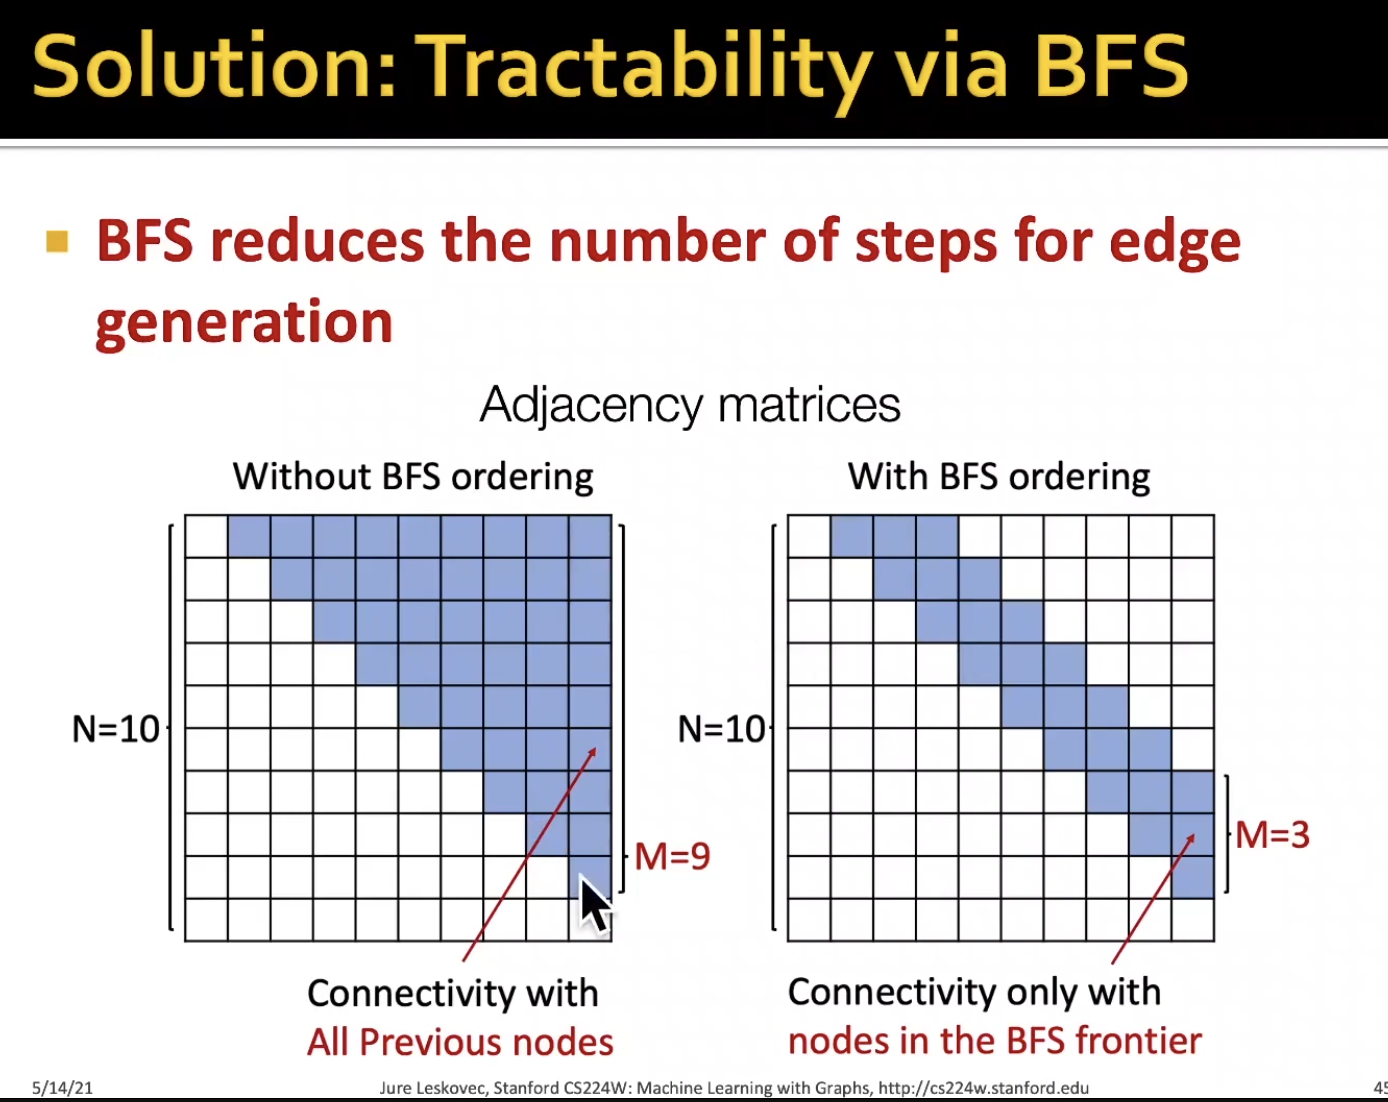 Solution: Tractability via BFS
BFS reduces the number of steps for edge
generation
Adjacency matrices
Without BFS ordering
With BFS ordering
N=10
M=9
N=10
M=3
Connectivity with
All Previous nodes
Connectivity only with
nodes in the BFS frontier
5/14/21
Jure Leskovec, Stanford CS224W: Machine Learning with Graphs, http://cs224w.stanford.edu
45